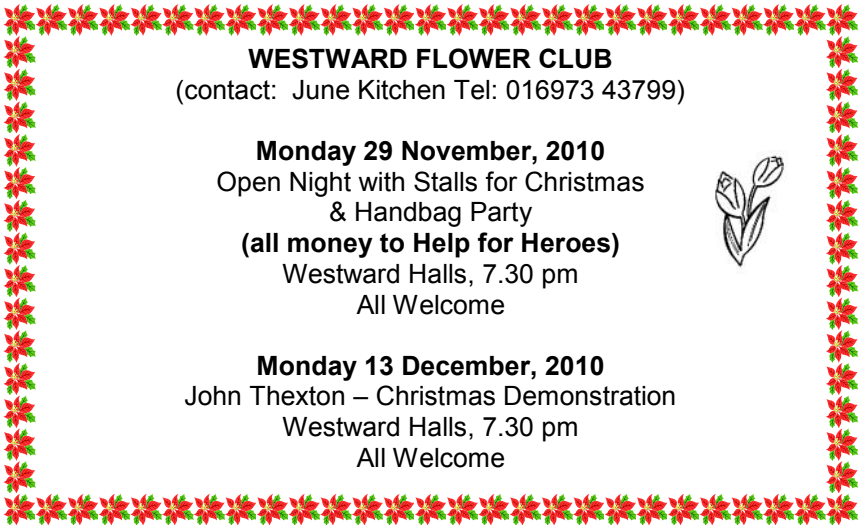 WESTWARD FLOWER CLUB
(contact:  June Kitchen Tel: 016973 43799)
Monday 29 November, 2010
Open Night with Stalls for Christmas
& Handbag Party
(all money to Help for Heroes)
Westward Halls, 7.30 pm
All Welcome
Monday 13 December, 2010
John Thexton – Christmas Demonstration
Westward Halls, 7.30 pm
All Welcome